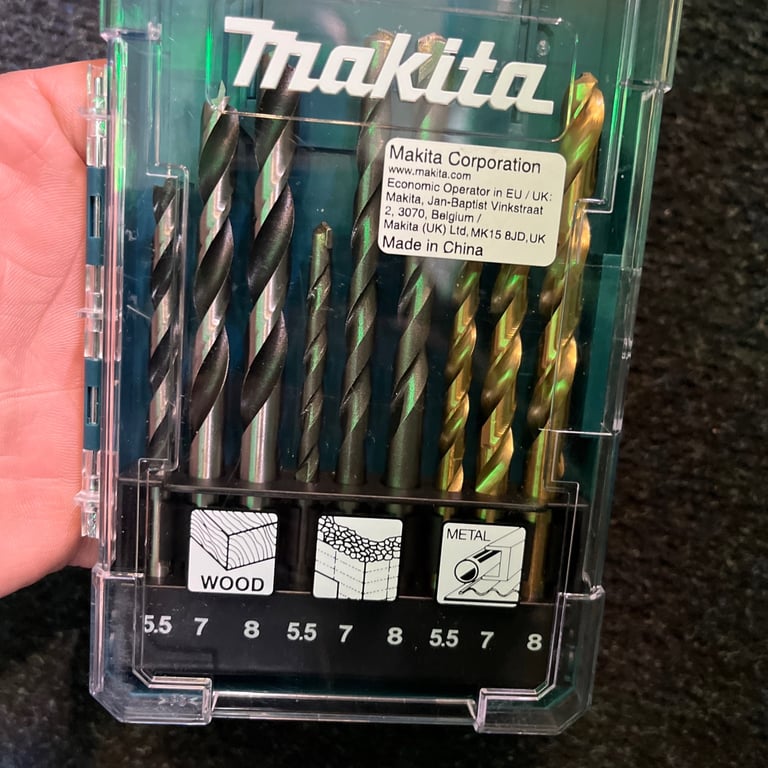 makita
Makita Corporation
www.makita.com
Economic Operator in EU / UK:
Makita, Jan-Baptist Vinkstraat
2, 3070, Belgium /
Makita (UK) Ltd, MK15 8JD, UK
Made in China
WOOD
METAL
5.5 7 8 5.5 7 8 5.5 7 8